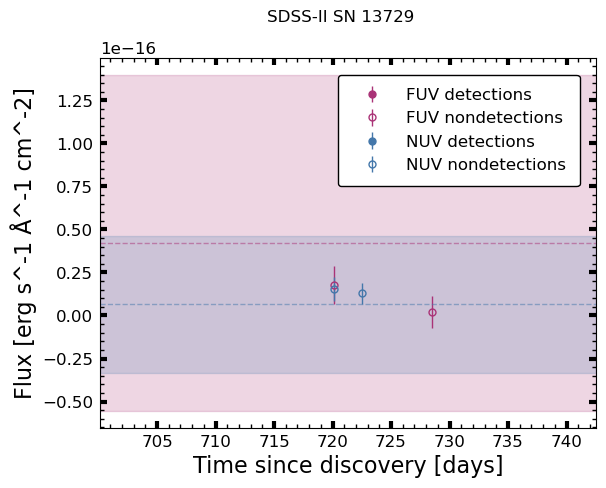 SDSS-II SN 13729
1e−16
FUV detections
FUV nondetections
NUV detections
NUV nondetections
1.25
1.00
0.75
0.50
0.25
0.00
−0.25
−0.50
Flux [erg s^-1 Å^-1 cm^-2]
705 710 715 720 725 730 735 740
Time since discovery [days]